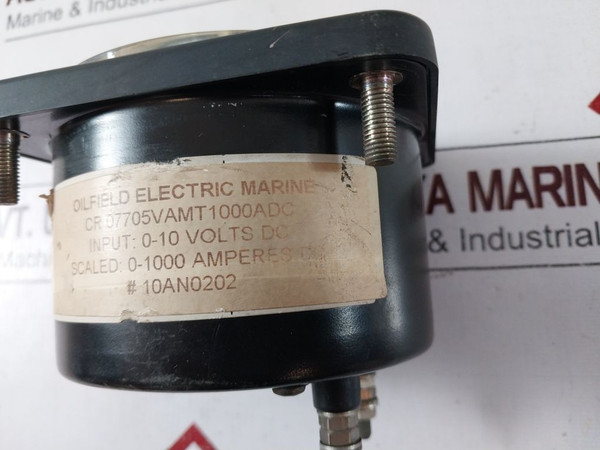 Marine & Industrial
OILFIELD ELECTRIC MARINE
CR 07705VAMT1000ADC
INPUT: 0-10 VOLTS DC
SCALED: 0-1000 AMPERES
# 10AN0202
MARIN
& Industrial
VT.